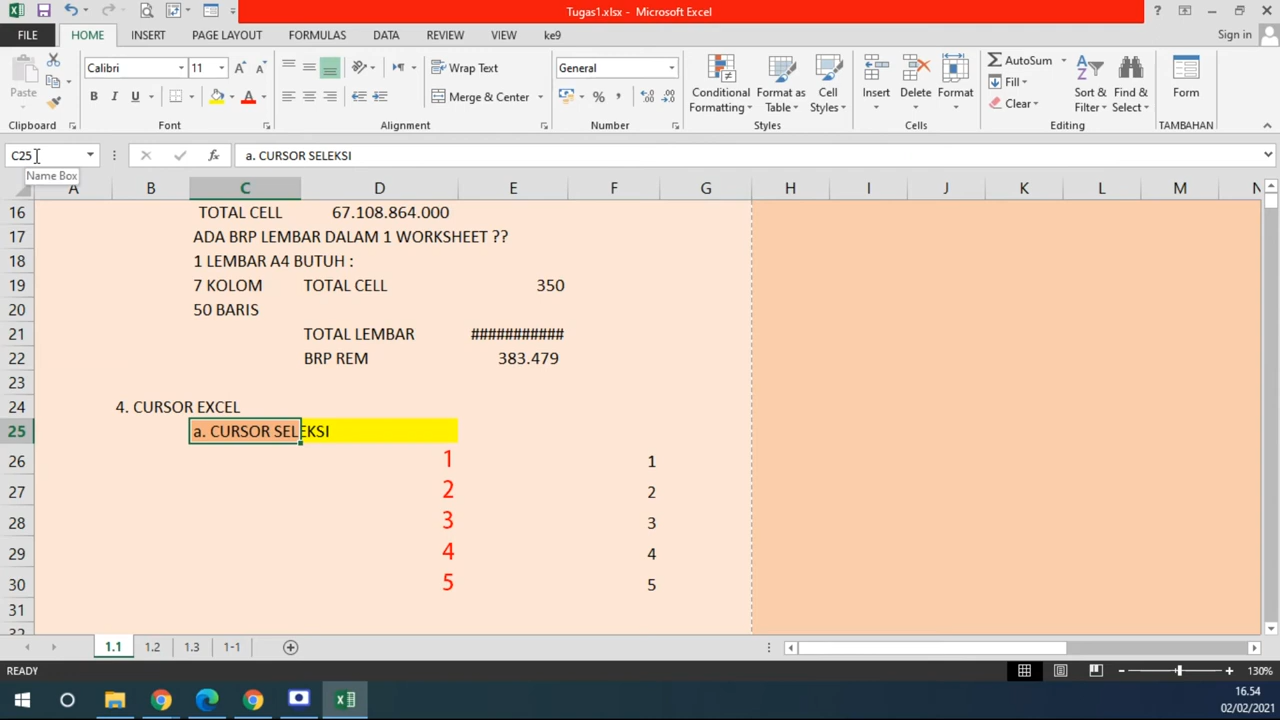 Tugas1.xlsx - Microsoft Excel
?
FILE HOME INSERT PAGE LAYOUT FORMULAS DATA REVIEW VIEW ke9 Sign in
Paste
Calibri 11
B I U A
Wrap Text
Merge & Center
General
% ,
Conditional Formatting
Format as Table
Cell Styles
Insert
Delete
Format
AutoSum
Fill
Clear
Sort & Filter
Find & Select
Form
Clipboard Font Alignment Number Styles Cells Editing TAMBAHAN
C25 fx a. CURSOR SELEKSI
Name Box
A B C D E F G H I J K L M N
16 TOTAL CELL 67.108.864.000
17 ADA BRP LEMBAR DALAM 1 WORKSHEET ??
18 1 LEMBAR A4 BUTUH :
19 7 KOLOM TOTAL CELL 350
20 50 BARIS
21 TOTAL LEMBAR ###########
22 BRP REM 383.479
23
24 4. CURSOR EXCEL
25 a. CURSOR SELEKSI
26 1 1
27 2 2
28 3 3
29 4 4
30 5 5
31
32
1.1 1.2 1.3 1-1
READY 130%
16.54
02/02/2021